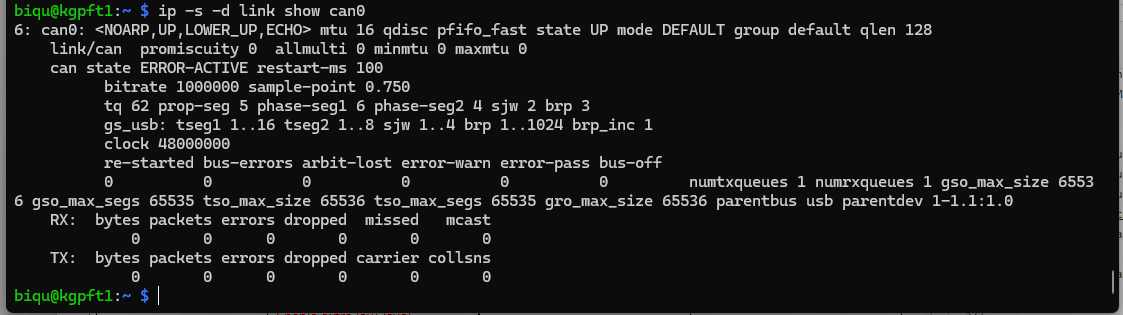 biqu@kgpft1:~ $ ip -s -d link show can0
6: can0: <NOARP,UP,LOWER_UP,ECHO> mtu 16 qdisc pfifo_fast state UP mode DEFAULT group default qlen 128
    link/can  promiscuity 0  allmulti 0 minmtu 0 maxmtu 0
    can state ERROR-ACTIVE restart-ms 100
          bitrate 1000000 sample-point 0.750
          tq 62 prop-seg 5 phase-seg1 6 phase-seg2 4 sjw 2 brp 3
          gs_usb: tseg1 1..16 tseg2 1..8 sjw 1..4 brp 1..1024 brp_inc 1
          clock 48000000
          re-started bus-errors arbit-lost error-warn error-pass bus-off
          0          0          0          0          0          0         numtxqueues 1 numrxqueues 1 gso_max_size 6553
6 gso_max_segs 65535 tso_max_size 65536 tso_max_segs 65535 gro_max_size 65536 parentbus usb parentdev 1-1.1:1.0
    RX:  bytes packets errors dropped  missed   mcast
             0       0      0       0       0       0
    TX:  bytes packets errors dropped carrier collsns
             0       0      0       0       0       0
biqu@kgpft1:~ $